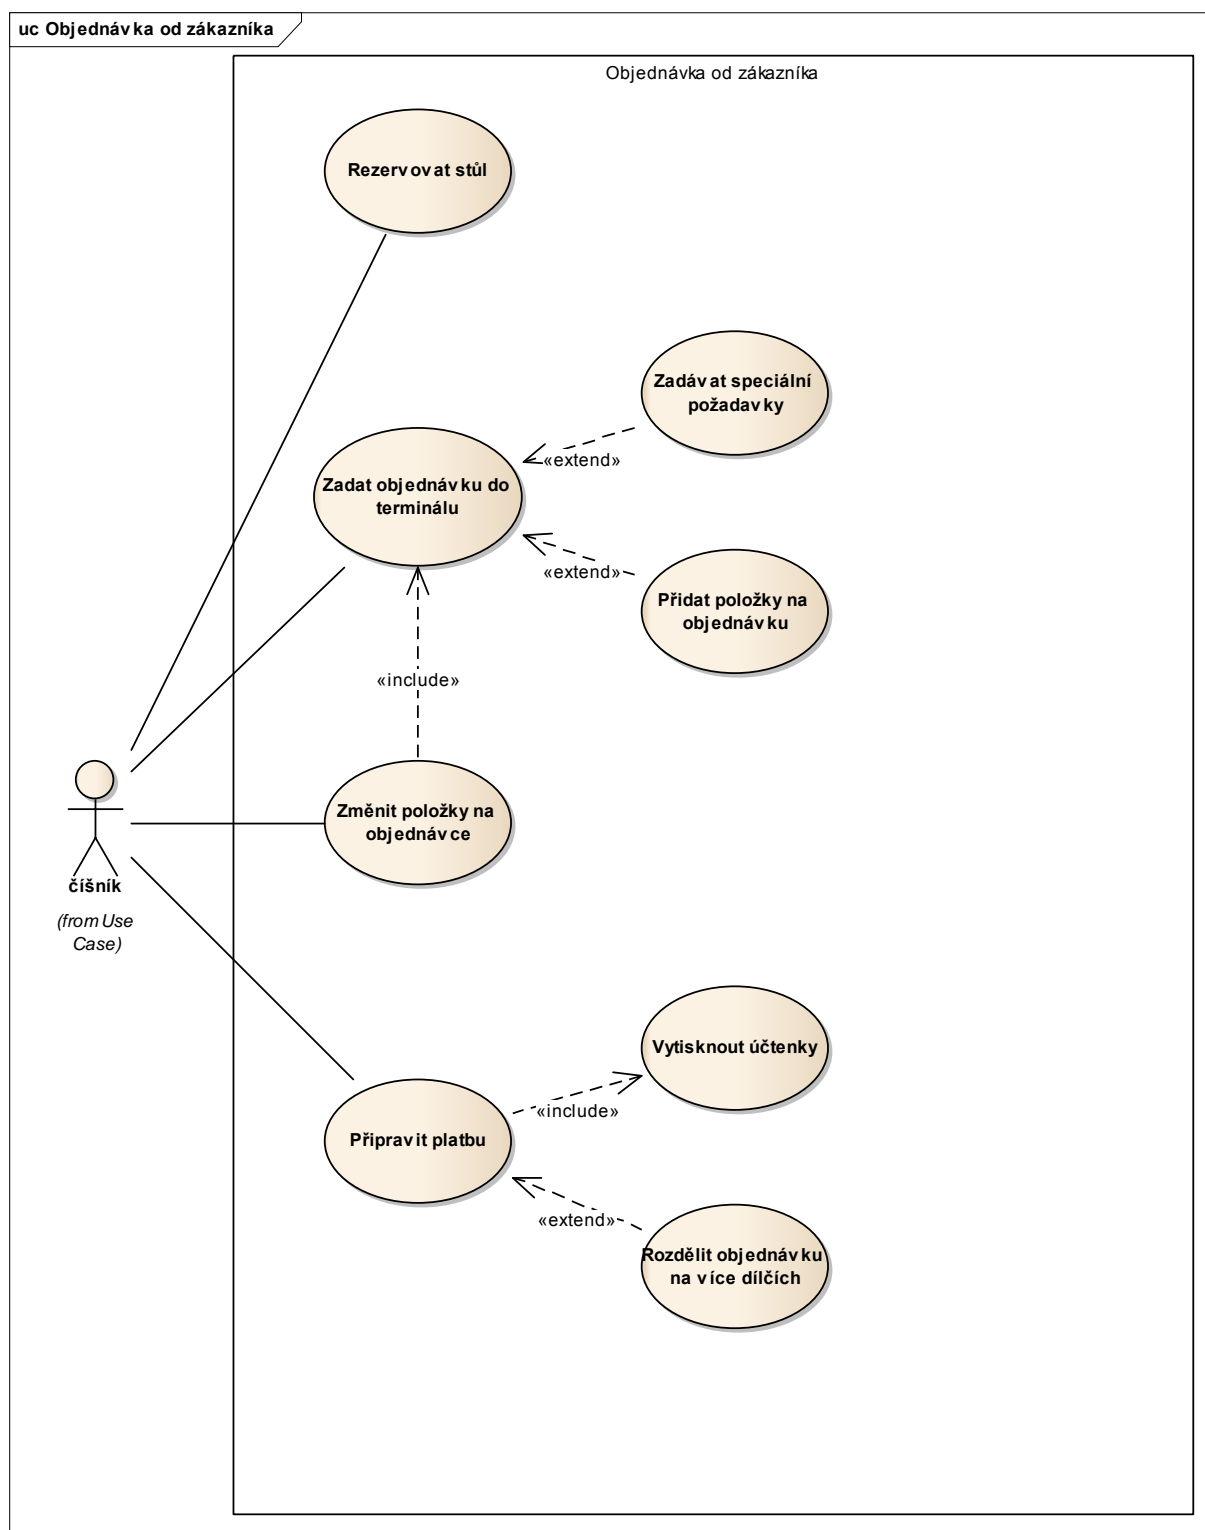 uc Objednávka od zákazníka
Objednávka od zákazníka
Rezervovat stůl
Zadávat speciální
požadavky
«extend»
Zadat objednávku do
terminálu
«extend»
Přidat položky na
objednávku
«include»
Změnit položky na
objednávce
číšník
(from Use
Case)
Vytisknout účtenky
«include»
Připravit platbu
«extend»
Rozdělit objednávku
na více dílčích